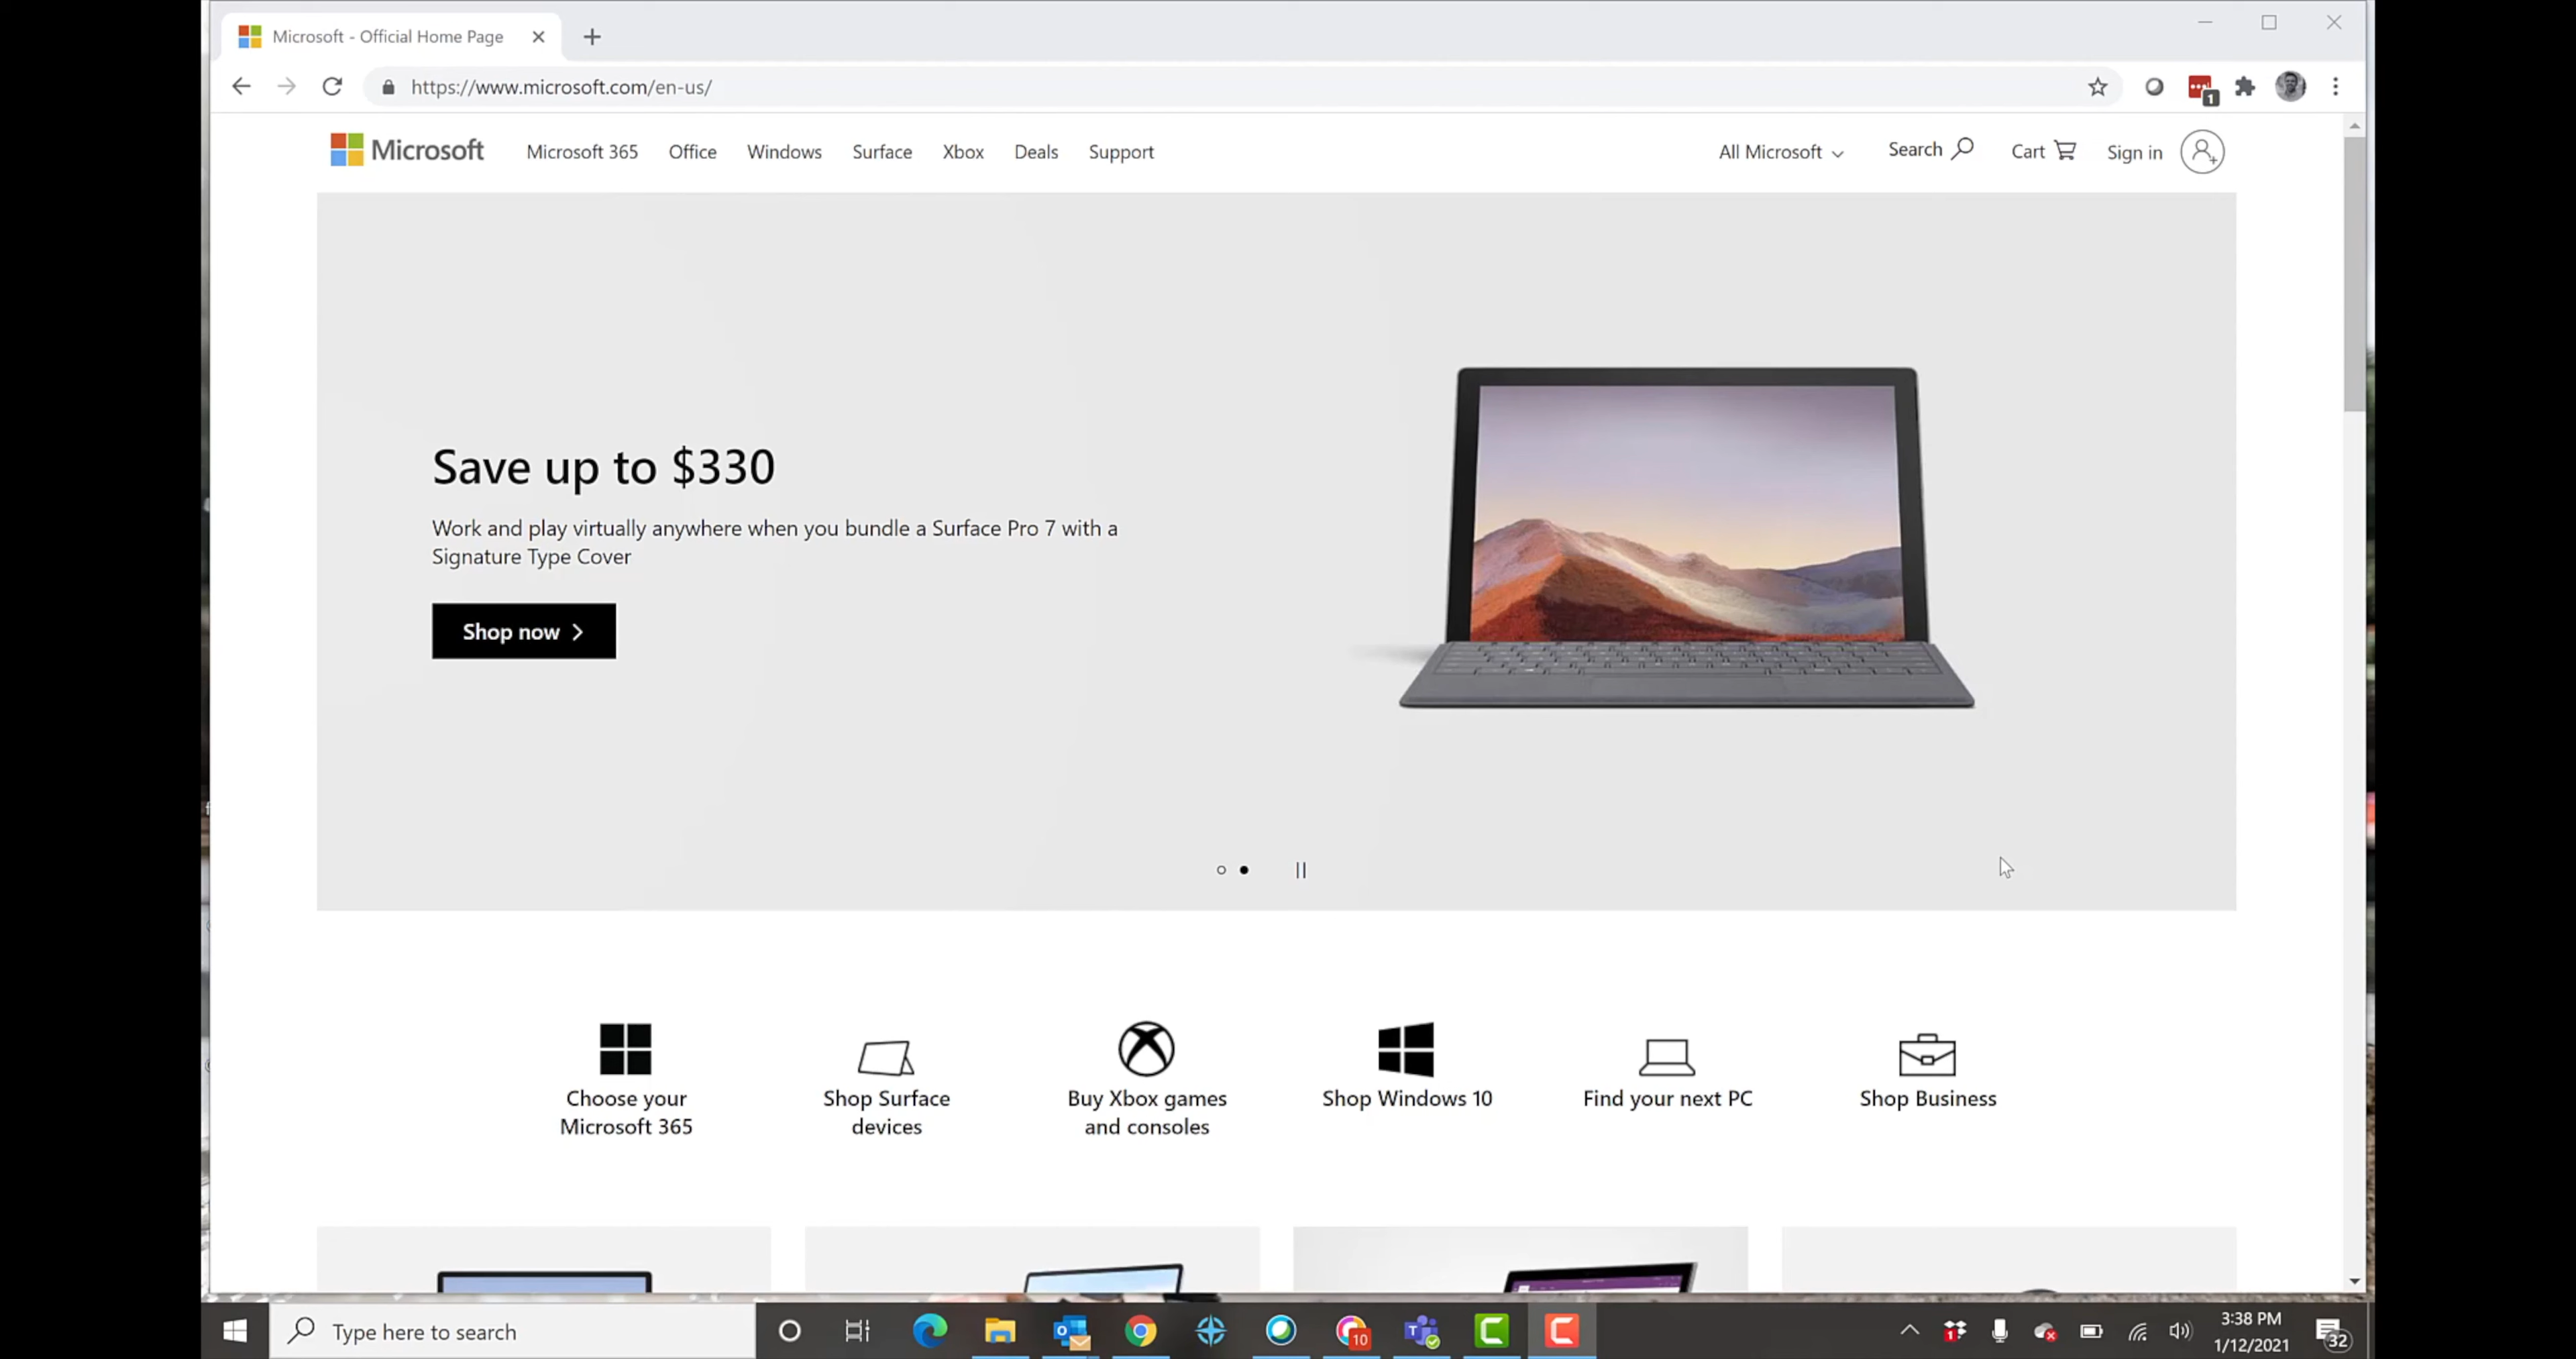 Microsoft - Official Home Page
https://www.microsoft.com/en-us/
1
Microsoft Microsoft 365 Office Windows Surface Xbox Deals Support All Microsoft Search Cart Sign in
Save up to $330
Work and play virtually anywhere when you bundle a Surface Pro 7 with a
Signature Type Cover
Shop now
Choose your
Microsoft 365
Shop Surface
devices
Buy Xbox games
and consoles
Shop Windows 10
Find your next PC
Shop Business
Type here to search
10
1
3:38 PM
1/12/2021
32